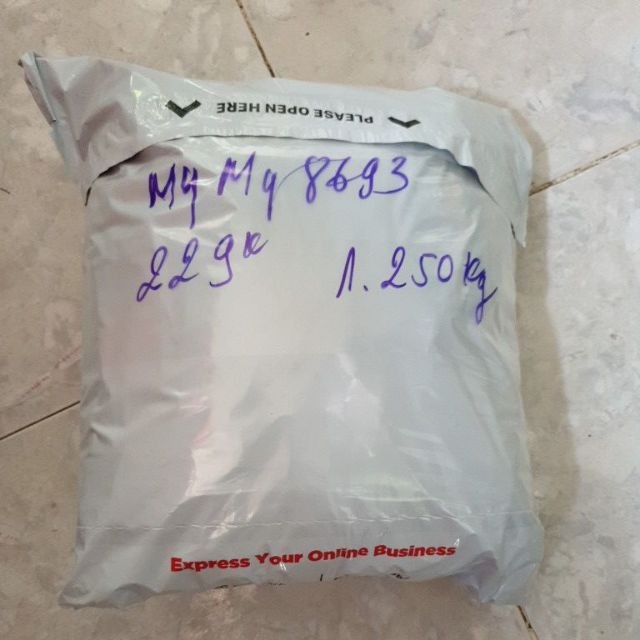 PLEASE OPEN HERE
My My 8693
229k
1.250kg
Express Your Online Business